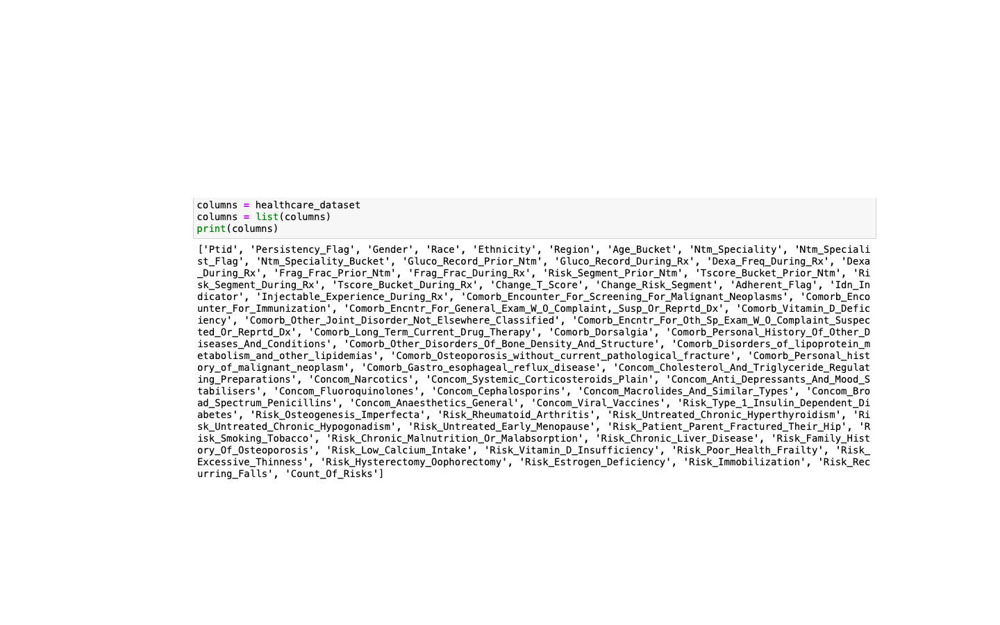 columns = healthcare_dataset
columns = list(columns)
print(columns)
['Ptid', 'Persistency_Flag', 'Gender', 'Race', 'Ethnicity', 'Region', 'Age_Bucket', 'Ntm_Speciality', 'Ntm_Speciali
st_Flag', 'Ntm_Speciality_Bucket', 'Gluco_Record_Prior_Ntm', 'Gluco_Record_During_Rx', 'Dexa_Freq_During_Rx', 'Dexa
_During_Rx', 'Frag_Frac_Prior_Ntm', 'Frag_Frac_During_Rx', 'Risk_Segment_Prior_Ntm', 'Tscore_Bucket_Prior_Ntm', 'Ri
sk_Segment_During_Rx', 'Tscore_Bucket_During_Rx', 'Change_T_Score', 'Change_Risk_Segment', 'Adherent_Flag', 'Idn_In
dicator', 'Injectable_Experience_During_Rx', 'Comorb_Encounter_For_Screening_For_Malignant_Neoplasms', 'Comorb_Enco
unter_For_Immunization', 'Comorb_Encntr_For_General_Exam_W_O_Complaint,_Susp_Or_Reprtd_Dx', 'Comorb_Vitamin_D_Defic
iency', 'Comorb_Other_Joint_Disorder_Not_Elsewhere_Classified', 'Comorb_Encntr_For_Oth_Sp_Exam_W_O_Complaint_Suspec
ted_Or_Reprtd_Dx', 'Comorb_Long_Term_Current_Drug_Therapy', 'Comorb_Dorsalgia', 'Comorb_Personal_History_Of_Other_D
iseases_And_Conditions', 'Comorb_Other_Disorders_Of_Bone_Density_And_Structure', 'Comorb_Disorders_of_lipoprotein_m
etabolism_and_other_lipidemias', 'Comorb_Osteoporosis_without_current_pathological_fracture', 'Comorb_Personal_hist
ory_of_malignant_neoplasm', 'Comorb_Gastro_esophageal_reflux_disease', 'Concom_Cholesterol_And_Triglyceride_Regulat
ing_Preparations', 'Concom_Narcotics', 'Concom_Systemic_Corticosteroids_Plain', 'Concom_Anti_Depressants_And_Mood_S
tabilisers', 'Concom_Fluoroquinolones', 'Concom_Cephalosporins', 'Concom_Macrolides_And_Similar_Types', 'Concom_Bro
ad_Spectrum_Penicillins', 'Concom_Anaesthetics_General', 'Concom_Viral_Vaccines', 'Risk_Type_1_Insulin_Dependent_Di
abetes', 'Risk_Osteogenesis_Imperfecta', 'Risk_Rheumatoid_Arthritis', 'Risk_Untreated_Chronic_Hyperthyroidism', 'Ri
sk_Untreated_Chronic_Hypogonadism', 'Risk_Untreated_Early_Menopause', 'Risk_Patient_Parent_Fractured_Their_Hip', 'R
isk_Smoking_Tobacco', 'Risk_Chronic_Malnutrition_Or_Malabsorption', 'Risk_Chronic_Liver_Disease', 'Risk_Family_Hist
ory_Of_Osteoporosis', 'Risk_Low_Calcium_Intake', 'Risk_Vitamin_D_Insufficiency', 'Risk_Poor_Health_Frailty', 'Risk_
Excessive_Thinness', 'Risk_Hysterectomy_Oophorectomy', 'Risk_Estrogen_Deficiency', 'Risk_Immobilization', 'Risk_Rec
urring_Falls', 'Count_Of_Risks']